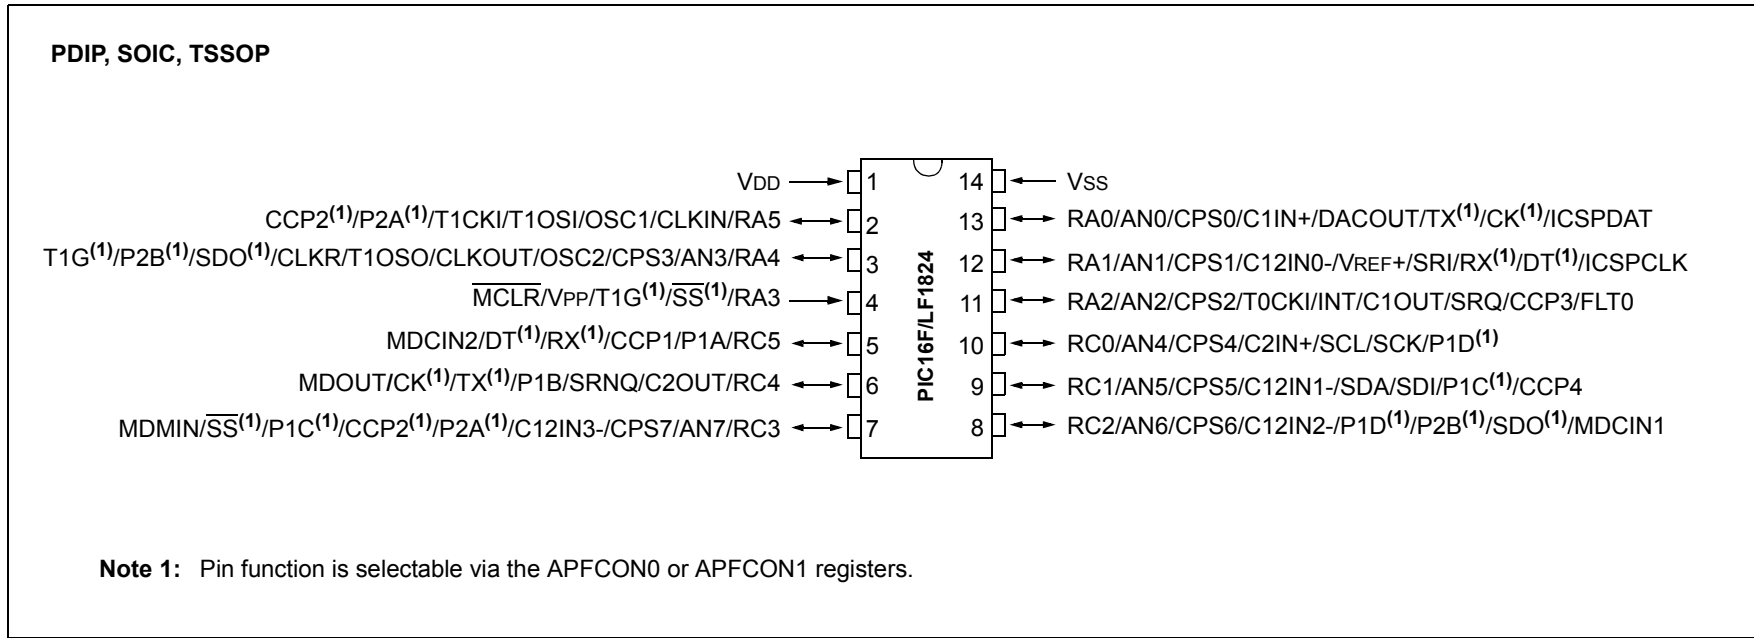 PDIP, SOIC, TSSOP
VDD 1 14 VSS
CCP2(1)/P2A(1)/T1CKI/T1OSI/OSC1/CLKIN/RA5 2 13 RA0/AN0/CPS0/C1IN+/DACOUT/TX(1)/CK(1)/ICSPDAT
T1G(1)/P2B(1)/SDO(1)/CLKR/T1OSO/CLKOUT/OSC2/CPS3/AN3/RA4 3 12 RA1/AN1/CPS1/C12IN0-/VREF+/SRI/RX(1)/DT(1)/ICSPCLK
MCLR/VPP/T1G(1)/SS(1)/RA3 4 11 RA2/AN2/CPS2/T0CKI/INT/C1OUT/SRQ/CCP3/FLT0
MDCIN2/DT(1)/RX(1)/CCP1/P1A/RC5 5 10 RC0/AN4/CPS4/C2IN+/SCL/SCK/P1D(1)
MDOUT/CK(1)/TX(1)/P1B/SRNQ/C2OUT/RC4 6 9 RC1/AN5/CPS5/C12IN1-/SDA/SDI/P1C(1)/CCP4
MDMIN/SS(1)/P1C(1)/CCP2(1)/P2A(1)/C12IN3-/CPS7/AN7/RC3 7 8 RC2/AN6/CPS6/C12IN2-/P1D(1)/P2B(1)/SDO(1)/MDCIN1
PIC16F/LF1824
Note 1: Pin function is selectable via the APFCON0 or APFCON1 registers.